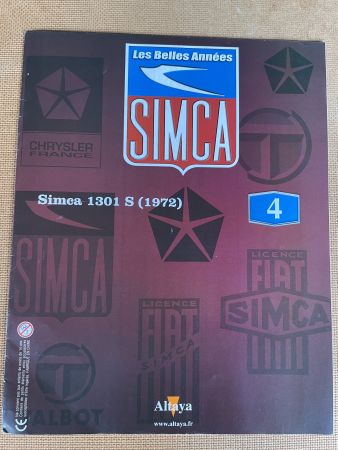 Les Belles Années
SIMCA
CHRYSLER
FRANCE
Simca 1301 S (1972)
4
SIMCA
LICENCE
FIAT
SIMCA
LICENCE
FIAT
SIMCA
TALBOT
Altaya
www.altaya.fr
CE